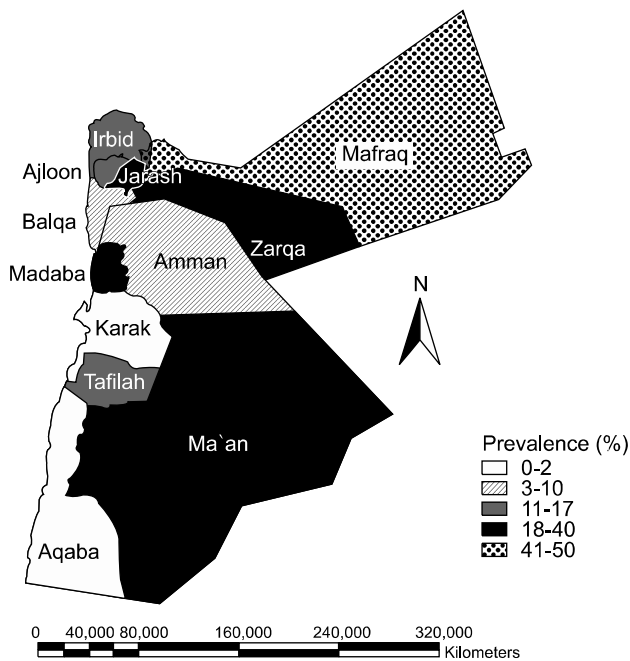 Irbid
Mafraq
Ajloon
Jarash
Balqa
Zarqa
Amman
Madaba
N
Karak
Tafilah
Ma`an
Prevalence (%)
0-2
3-10
11-17
18-40
41-50
Aqaba
0 40,000 80,000 160,000 240,000 320,000
Kilometers